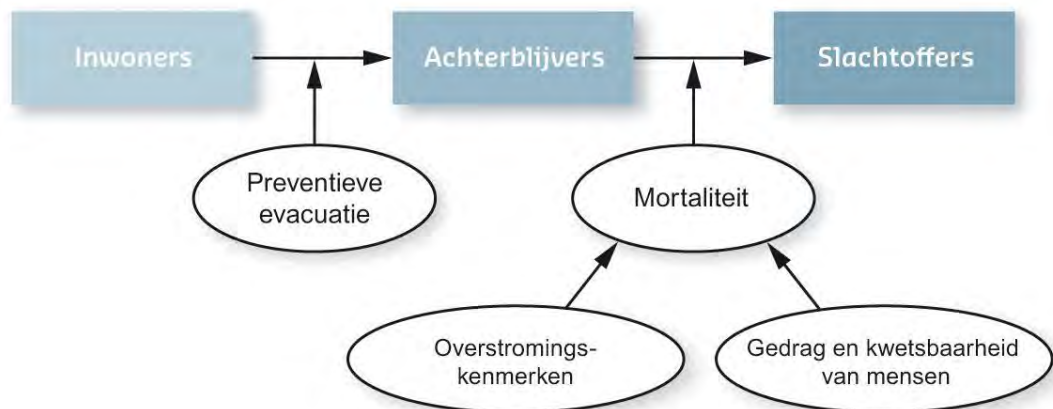 Inwoners
Achterblijvers
Slachtoffers
Preventieve
evacuatie
Mortaliteit
Overstromings-
kenmerken
Gedrag en kwetsbaarheid
van mensen